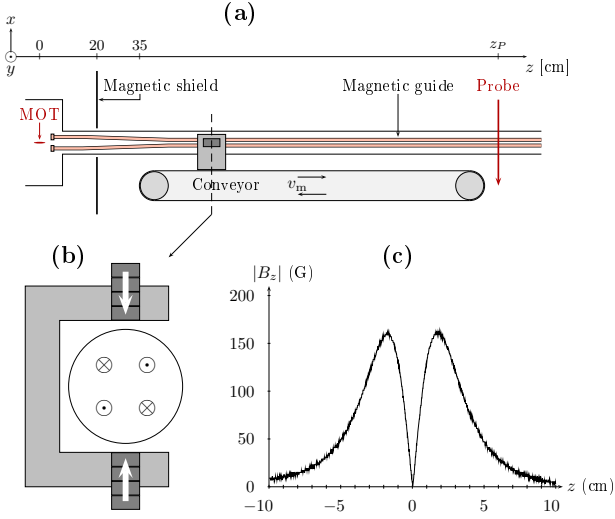 (a)
x
y
0 20 35 z_P
z [cm]
Magnetic shield Magnetic guide Probe
MOT
Conveyor v_m
(b) (c)
|B_z| (G)
200
150
100
50
0
z (cm)
−10 −5 0 5 10